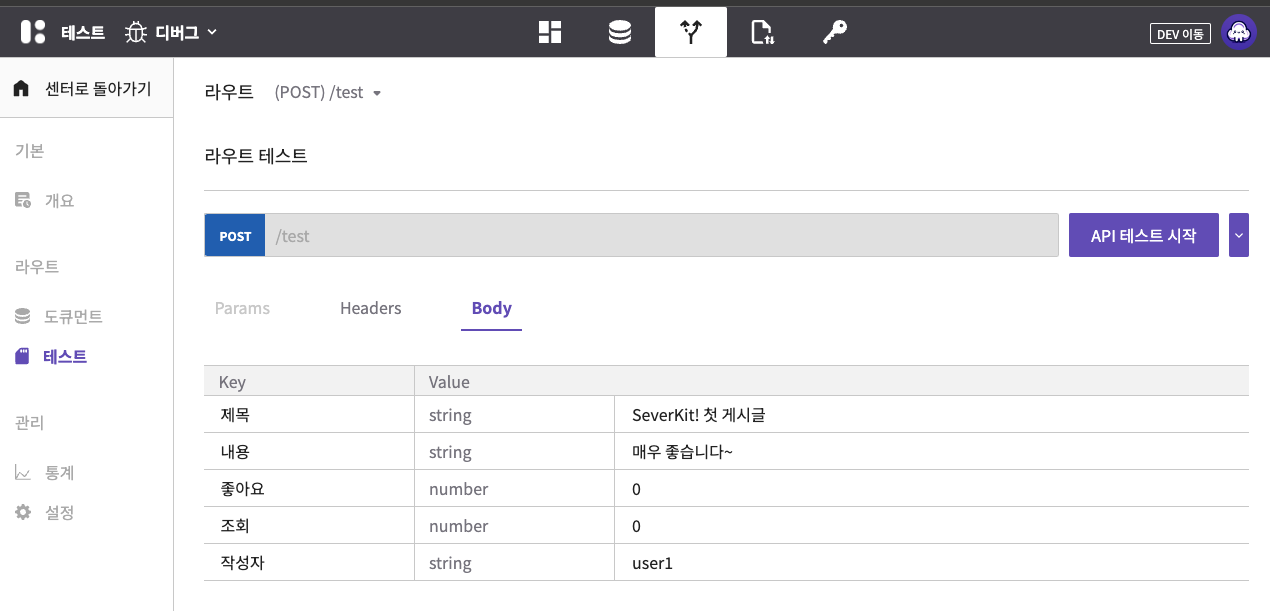 테스트 디버그 DEV 이동
센터로 돌아가기
기본
개요
라우트
도큐먼트
테스트
관리
통계
설정
라우트 (POST) /test
라우트 테스트
POST /test API 테스트 시작
Params Headers Body
Key Value
제목 string SeverKit! 첫 게시글
내용 string 매우 좋습니다~
좋아요 number 0
조회 number 0
작성자 string user1